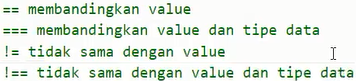 == membandingkan value
=== membandingkan value dan tipe data
!= tidak sama dengan value
!== tidak sama dengan value dan tipe data